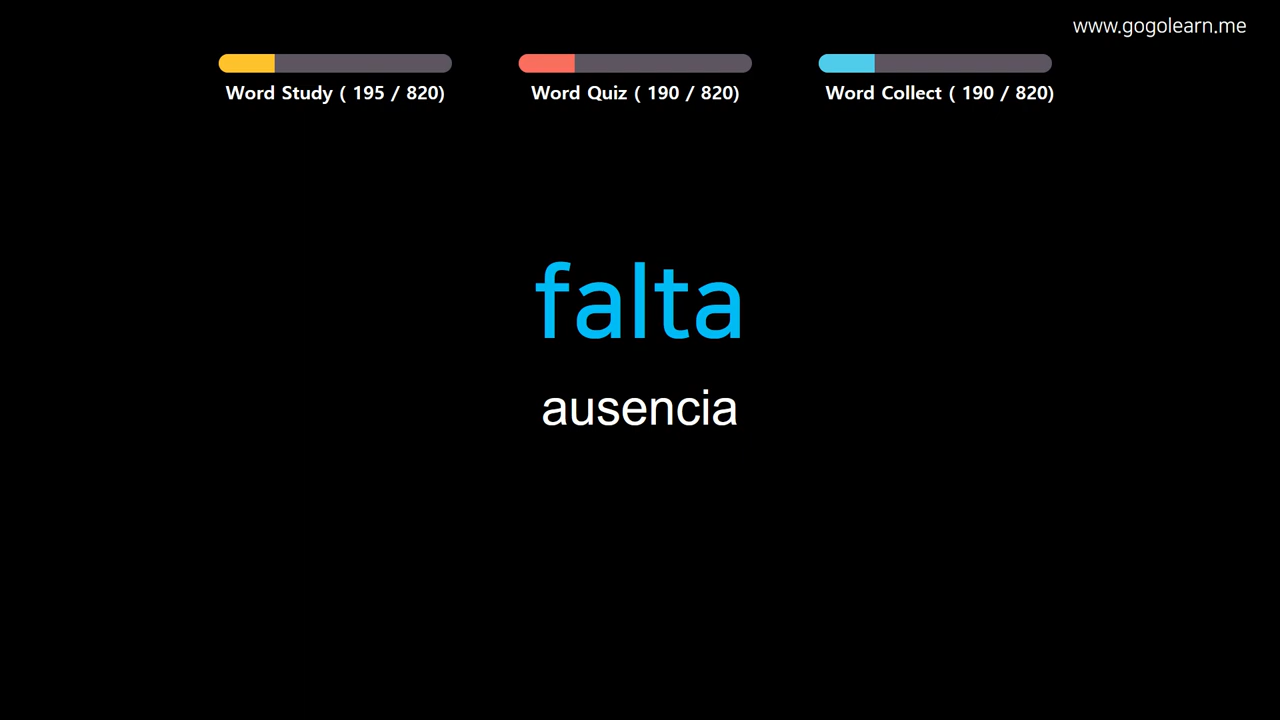 www.gogolearn.me
Word Study ( 195 / 820)
Word Quiz ( 190 / 820)
Word Collect ( 190 / 820)
falta
ausencia